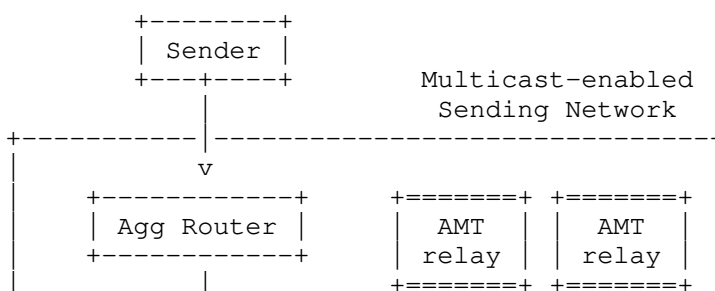 Sender
Multicast-enabled
Sending Network
v
Agg Router
AMT
relay
AMT
relay